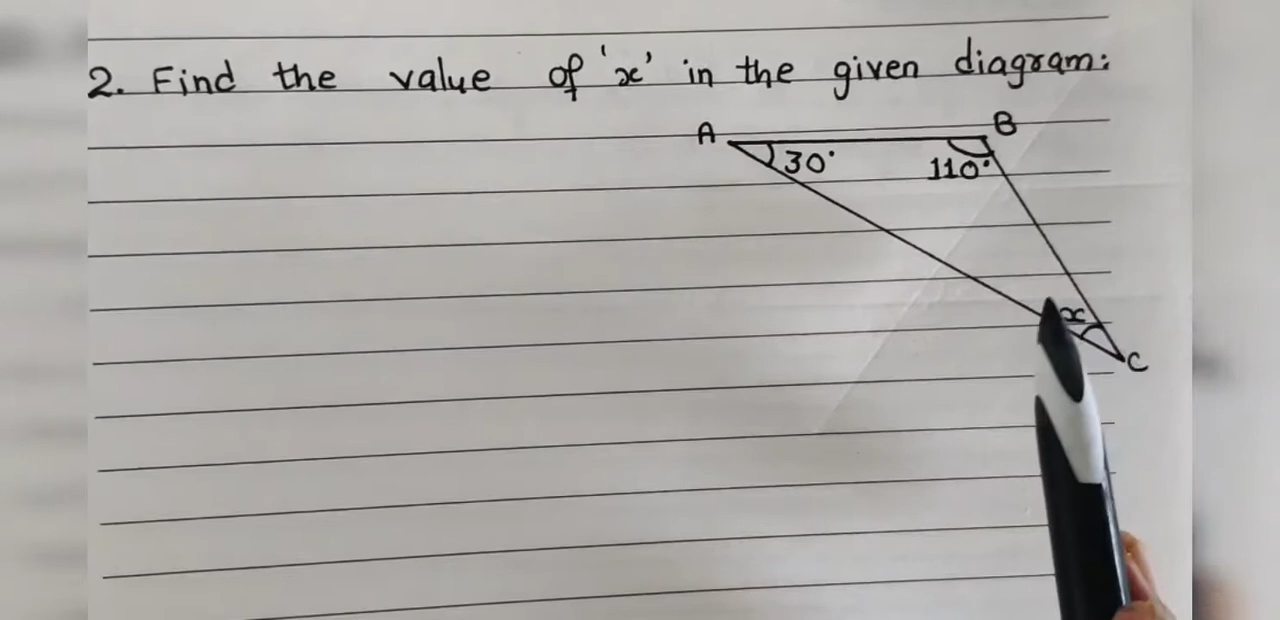 2. Find the value of 'x' in the given diagram:
A
B
30°
110°
x
C